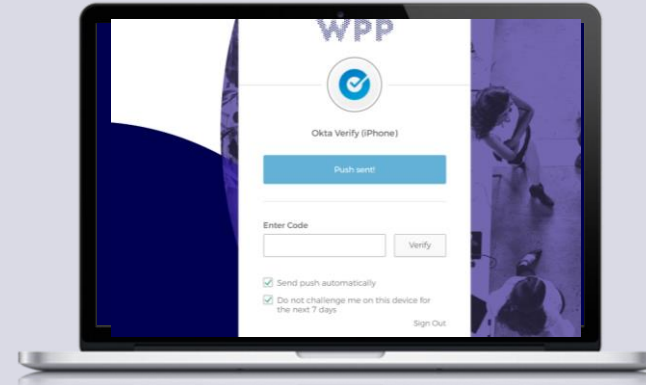 WPP
Okta Verify (iPhone)
Push sent!
Enter Code
Verify
Send push automatically
Do not challenge me on this device for
the next 7 days
Sign Out